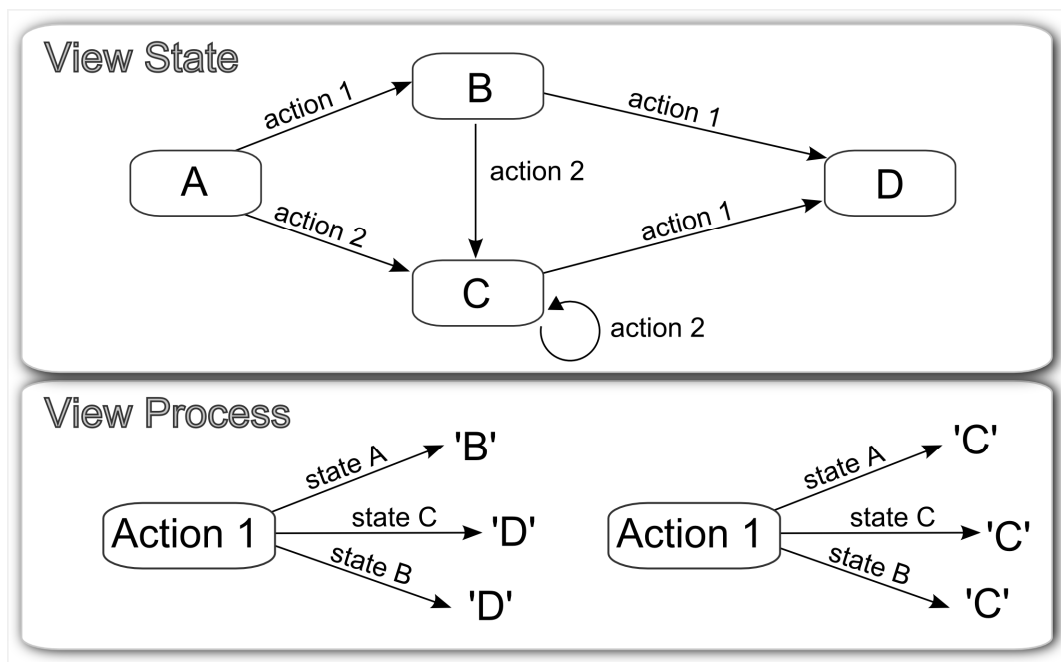 View State
action 1
B
action 1
A
action 2
D
action 2
action 1
C
action 2
View Process
state A
'B'
Action 1
state C
'D'
state B
'D'
state A
'C'
Action 1
state C
'C'
state B
'C'